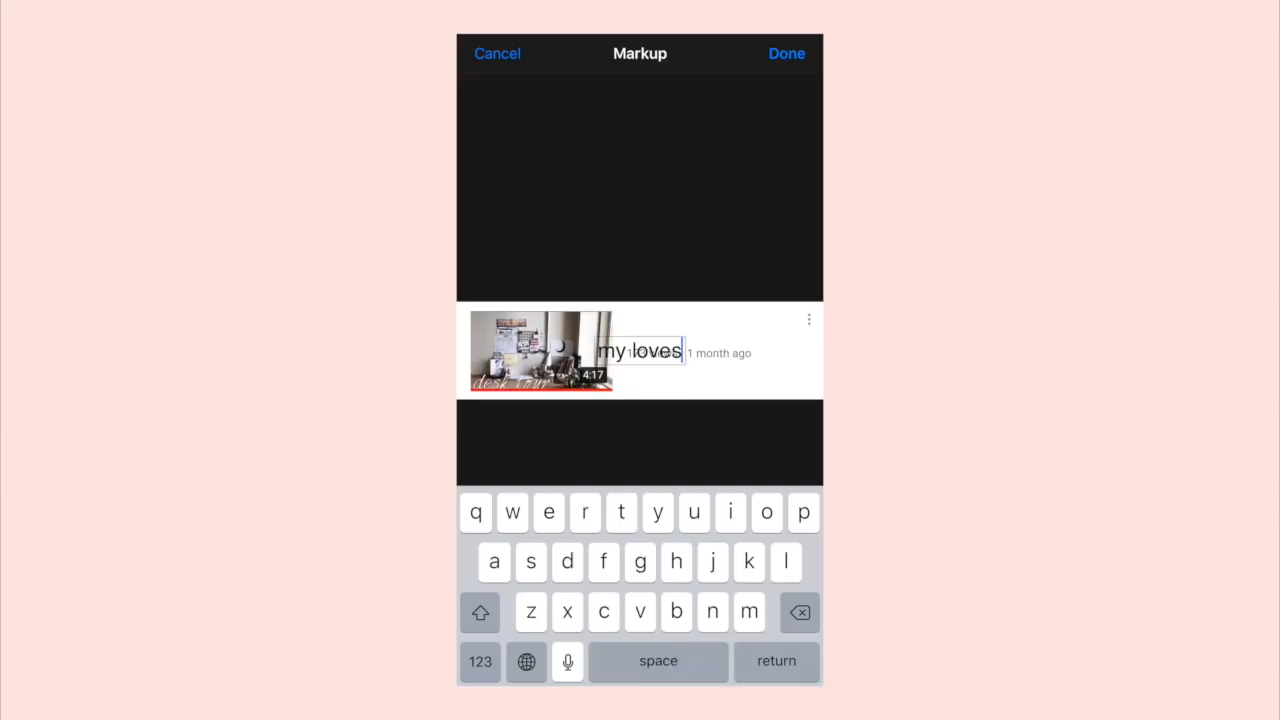 Cancel Markup Done
my loves
1 month ago
desk tour
4:17
q w e r t y u i o p
a s d f g h j k l
z x c v b n m
123 space return